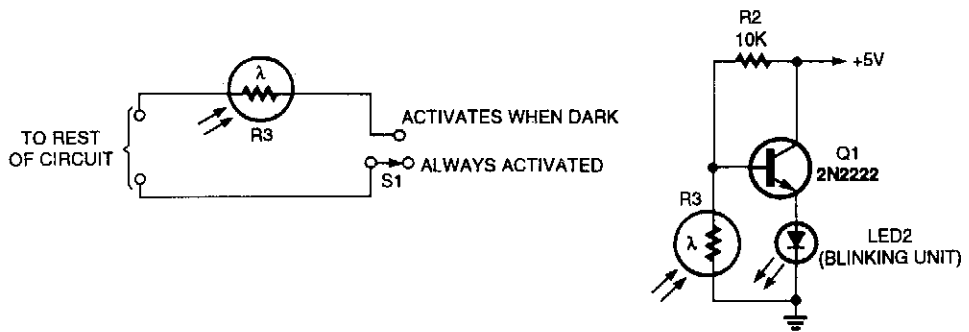 λ
R3
TO REST
OF CIRCUIT
ACTIVATES WHEN DARK
S1
ALWAYS ACTIVATED
R2
10K
+5V
Q1
2N2222
R3
λ
LED2
(BLINKING UNIT)